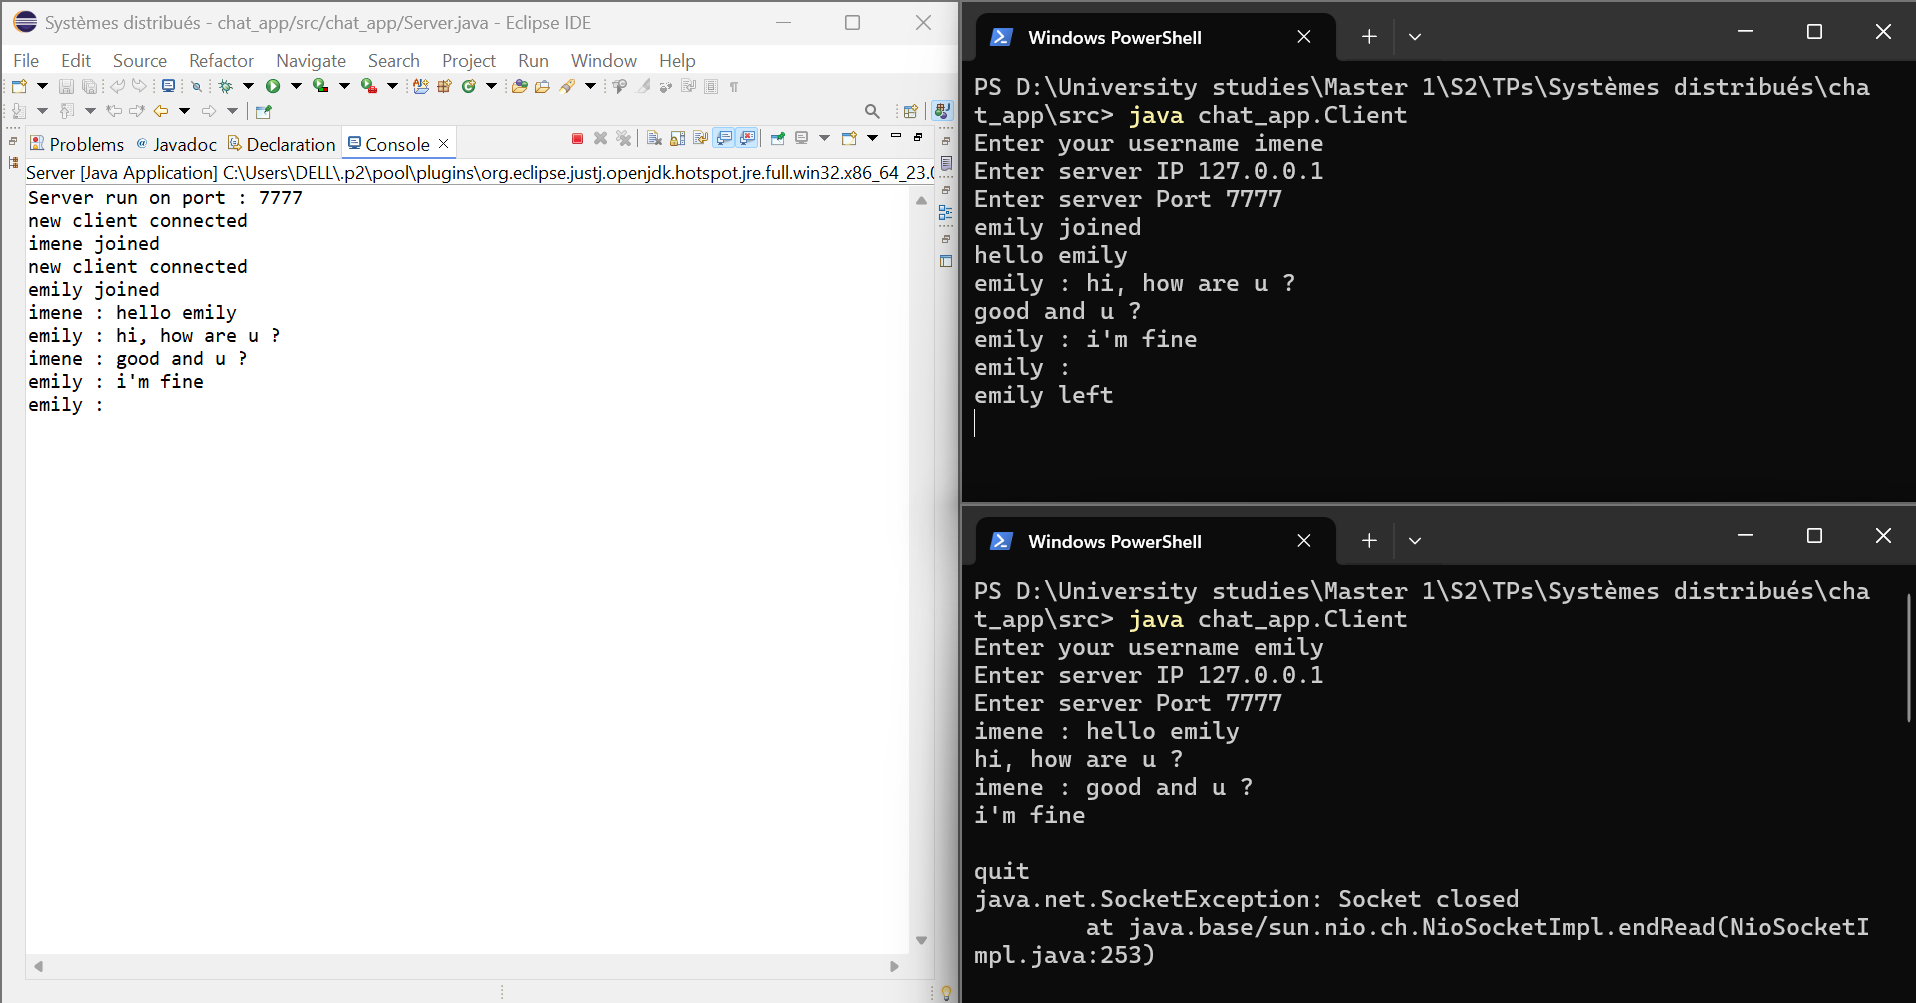 Systèmes distribués - chat_app/src/chat_app/Server.java - Eclipse IDE
File Edit Source Refactor Navigate Search Project Run Window Help
Problems @ Javadoc Declaration Console
Server [Java Application] C:\Users\DELL\.p2\pool\plugins\org.eclipse.justj.openjdk.hotspot.jre.full.win32.x86_64_23.0
Server run on port : 7777
new client connected
imene joined
new client connected
emily joined
imene : hello emily
emily : hi, how are u ?
imene : good and u ?
emily : i'm fine
emily :
Windows PowerShell
PS D:\University studies\Master 1\S2\TPs\Systèmes distribués\cha
t_app\src> java chat_app.Client
Enter your username imene
Enter server IP 127.0.0.1
Enter server Port 7777
emily joined
hello emily
emily : hi, how are u ?
good and u ?
emily : i'm fine
emily :
emily left
Windows PowerShell
PS D:\University studies\Master 1\S2\TPs\Systèmes distribués\cha
t_app\src> java chat_app.Client
Enter your username emily
Enter server IP 127.0.0.1
Enter server Port 7777
imene : hello emily
hi, how are u ?
imene : good and u ?
i'm fine
quit
java.net.SocketException: Socket closed
at java.base/sun.nio.ch.NioSocketImpl.endRead(NioSocketI
mpl.java:253)